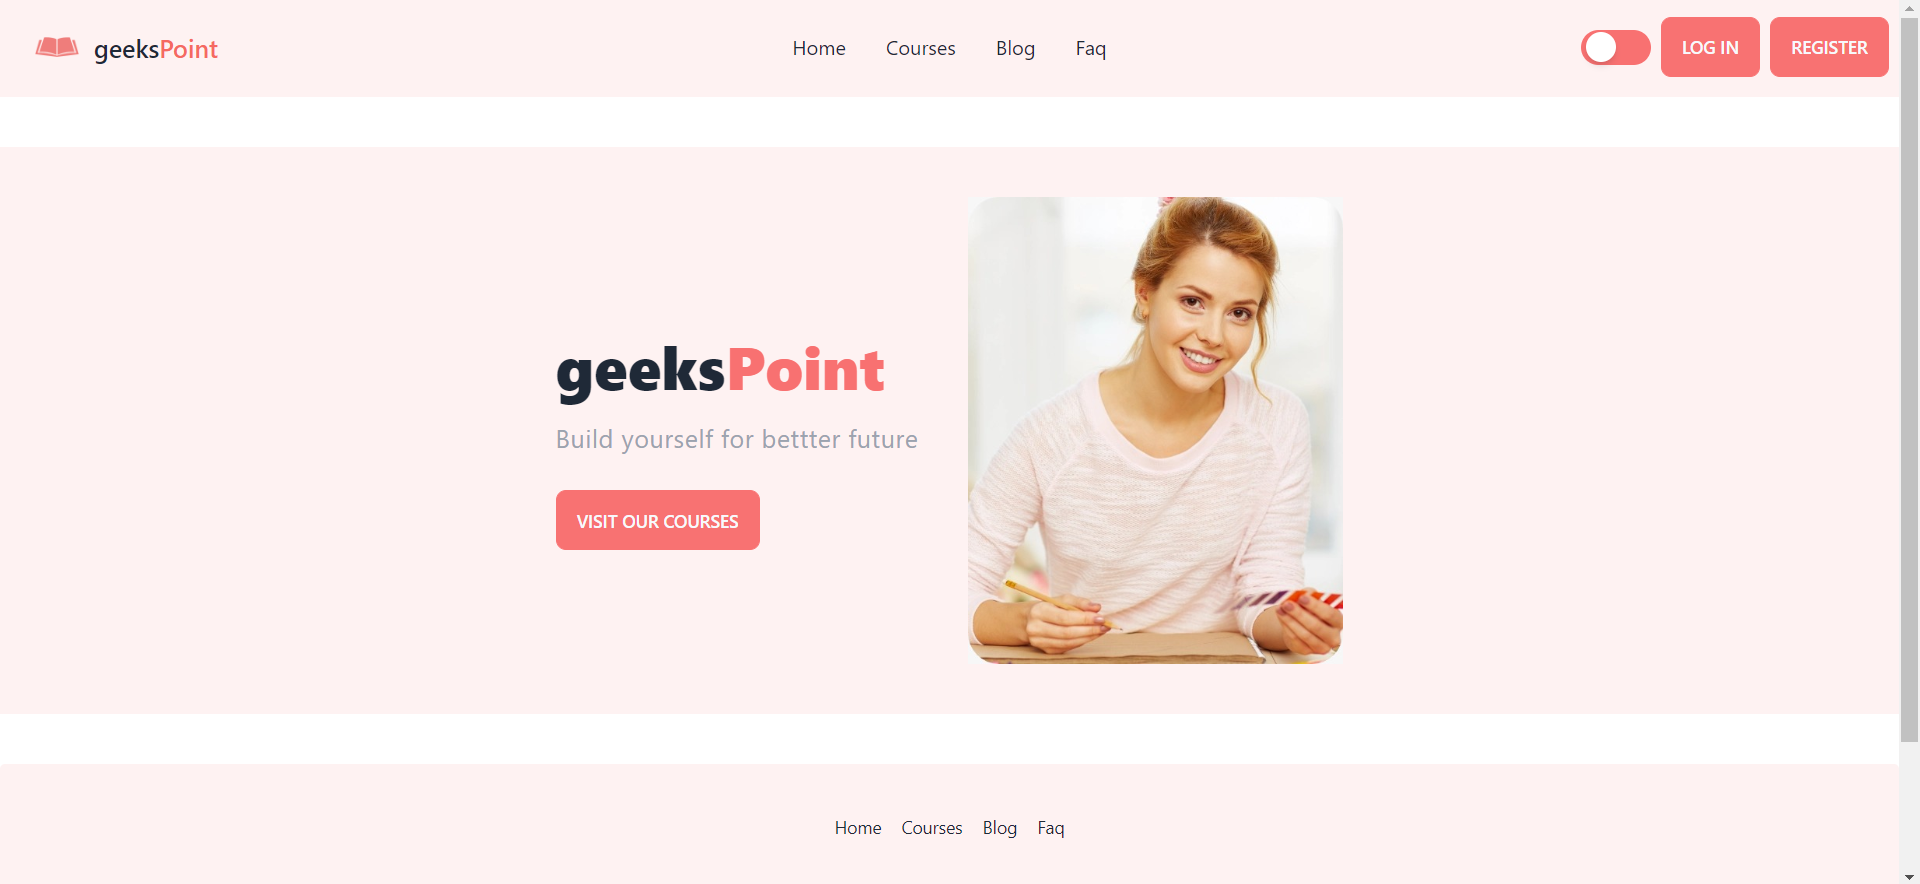 geeksPoint
Home Courses Blog Faq
LOG IN
REGISTER
geeksPoint
Build yourself for bettter future
VISIT OUR COURSES
Home Courses Blog Faq